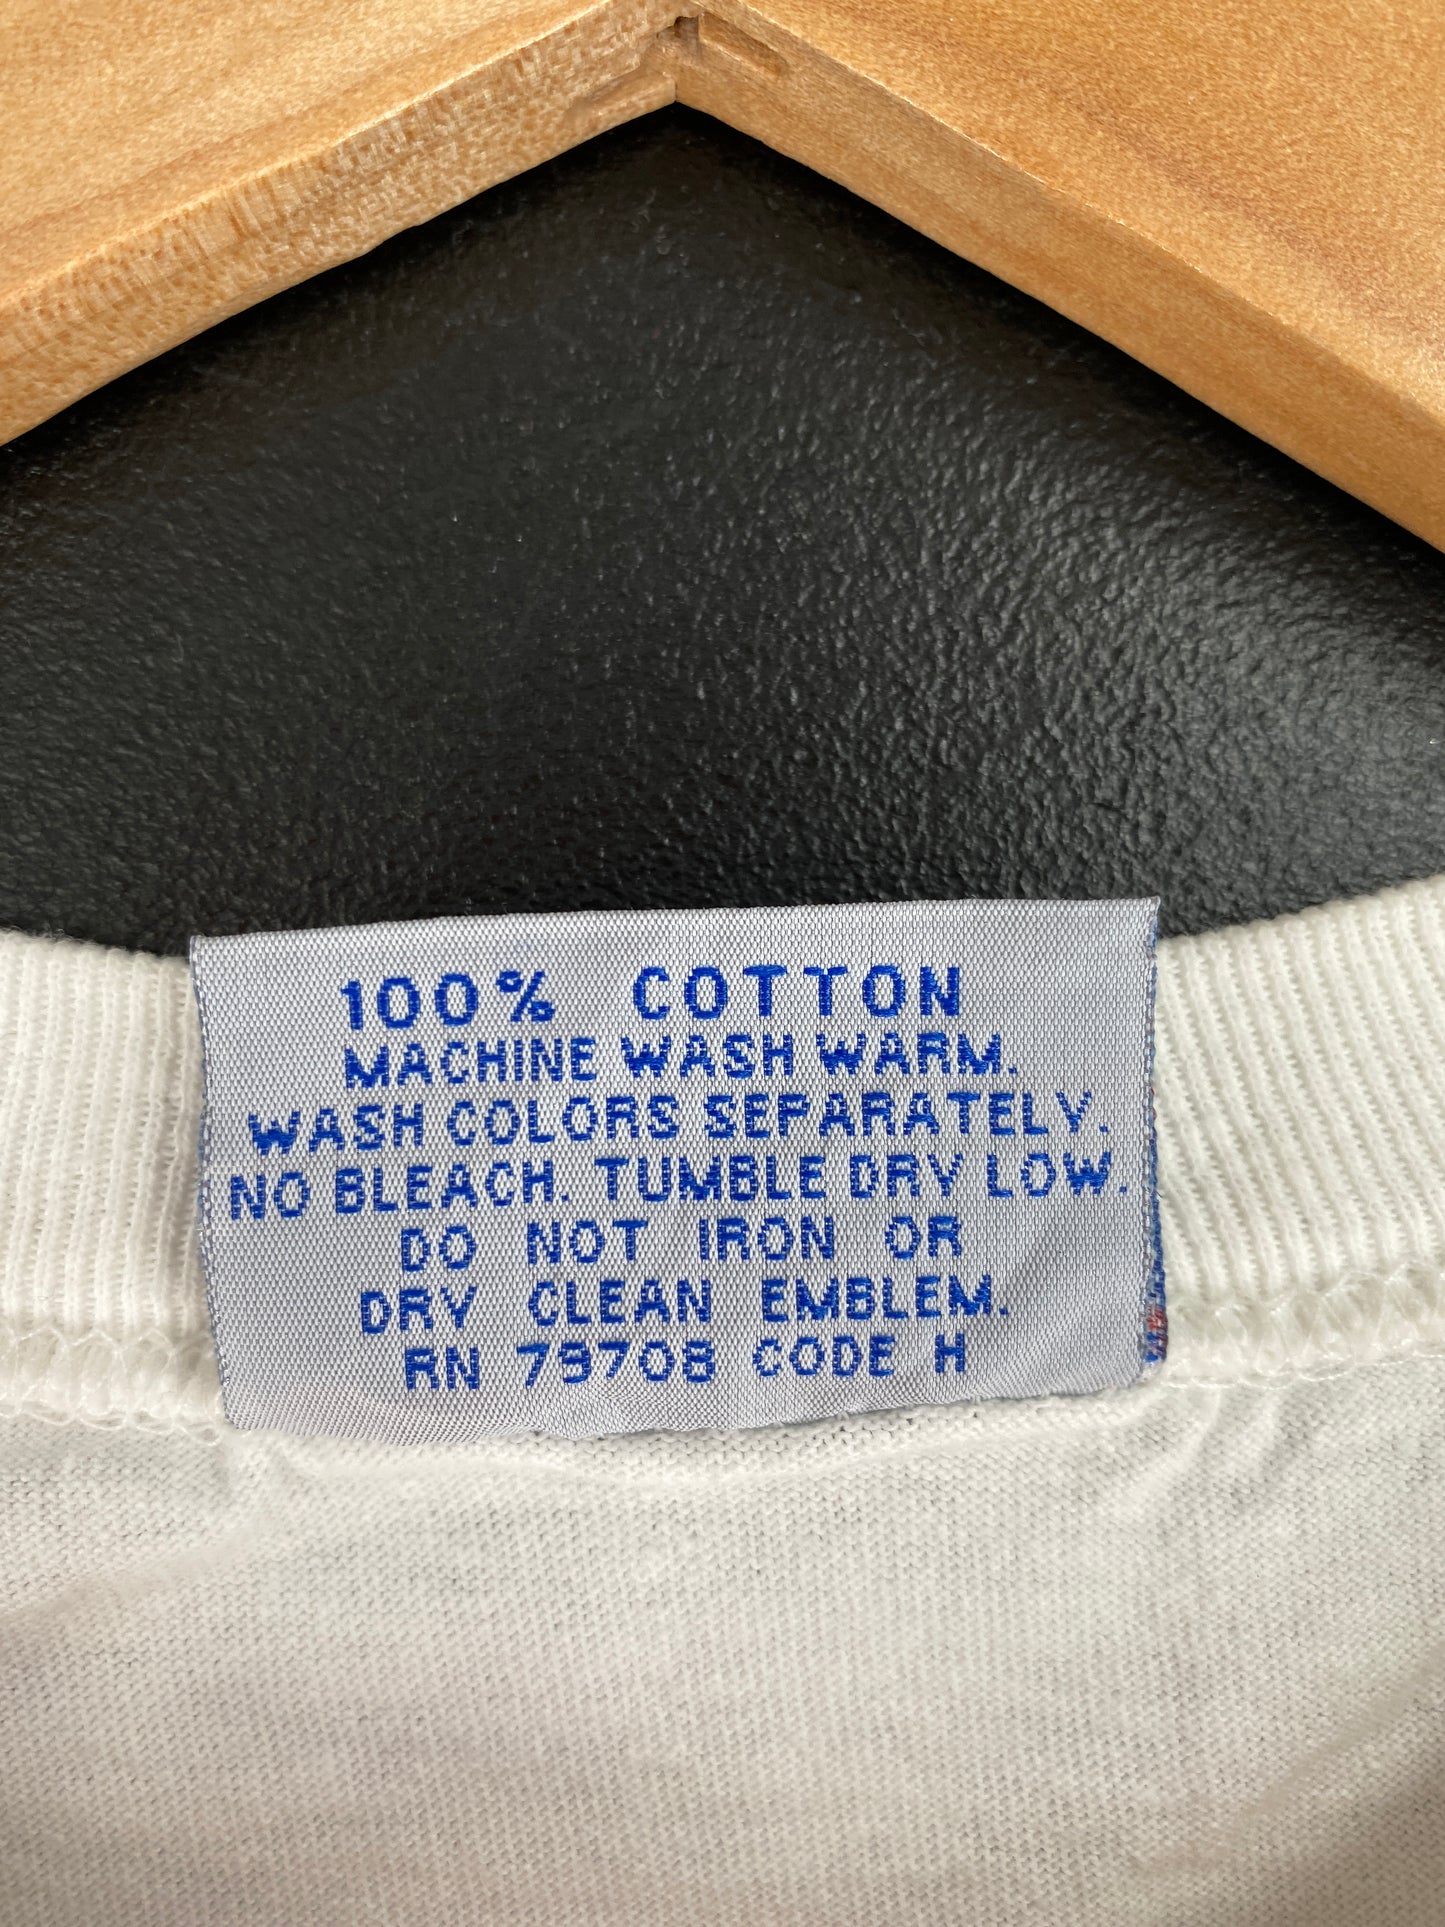 100% COTTON
MACHINE WASH WARM.
WASH COLORS SEPARATELY.
NO BLEACH. TUMBLE DRY LOW.
DO NOT IRON OR
DRY CLEAN EMBLEM.
RN 79708 CODE H